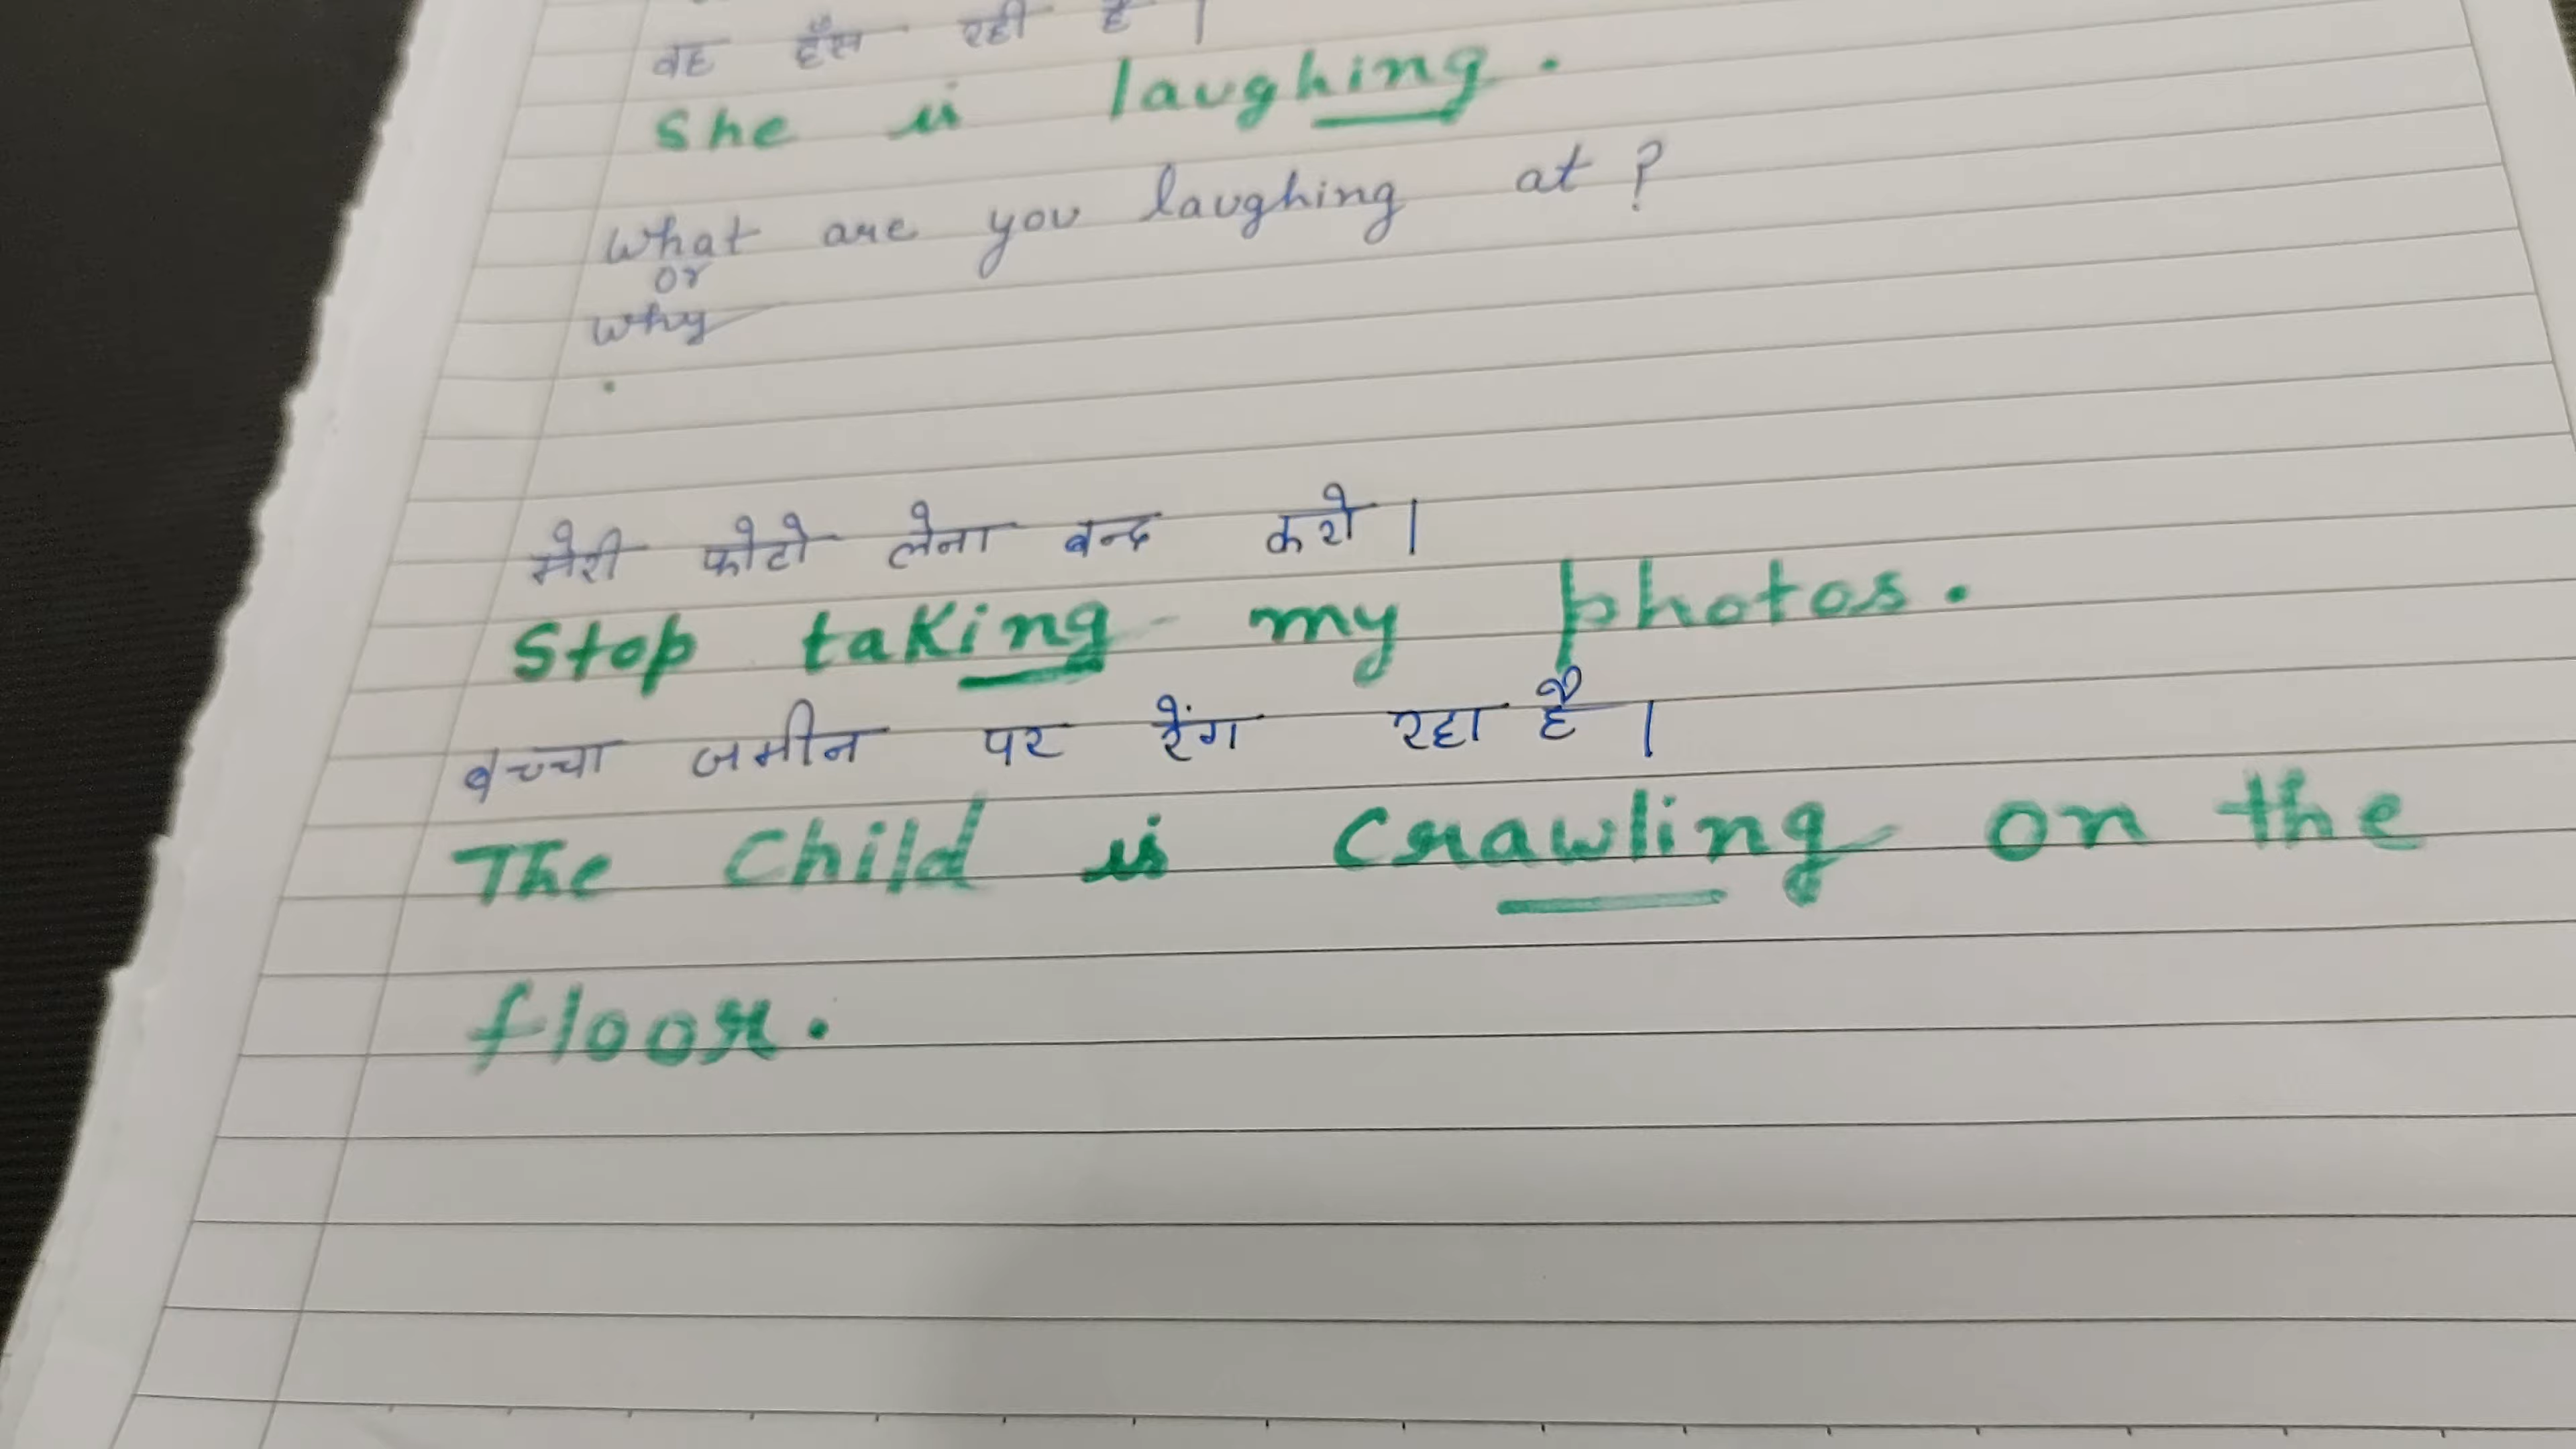 वह हँस रही है।
She is laughing.
What are you laughing at?
or
why
मेरी फोटो लेना बन्द करो।
Stop taking my photos.
बच्चा जमीन पर रेंग रहा है।
The Child is Crawling on the
floor.